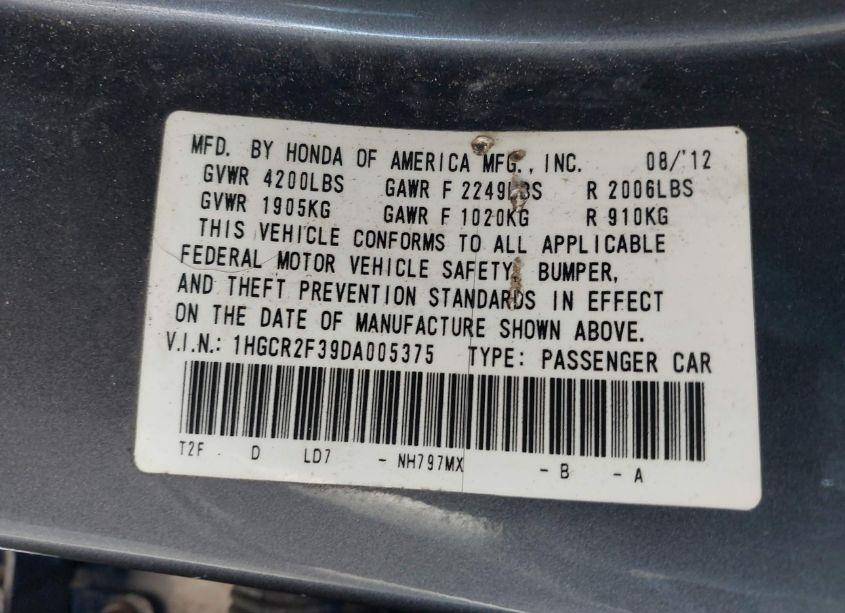 MFD. BY HONDA OF AMERICA MFG., INC. 08/'12
GVWR 4200LBS GAWR F 2249LBS R 2006LBS
GVWR 1905KG GAWR F 1020KG R 910KG
THIS VEHICLE CONFORMS TO ALL APPLICABLE
FEDERAL MOTOR VEHICLE SAFETY, BUMPER,
AND THEFT PREVENTION STANDARDS IN EFFECT
ON THE DATE OF MANUFACTURE SHOWN ABOVE.
V.I.N.: 1HGCR2F39DA005375 TYPE: PASSENGER CAR
T2F D LD7 - NH797MX - B - A